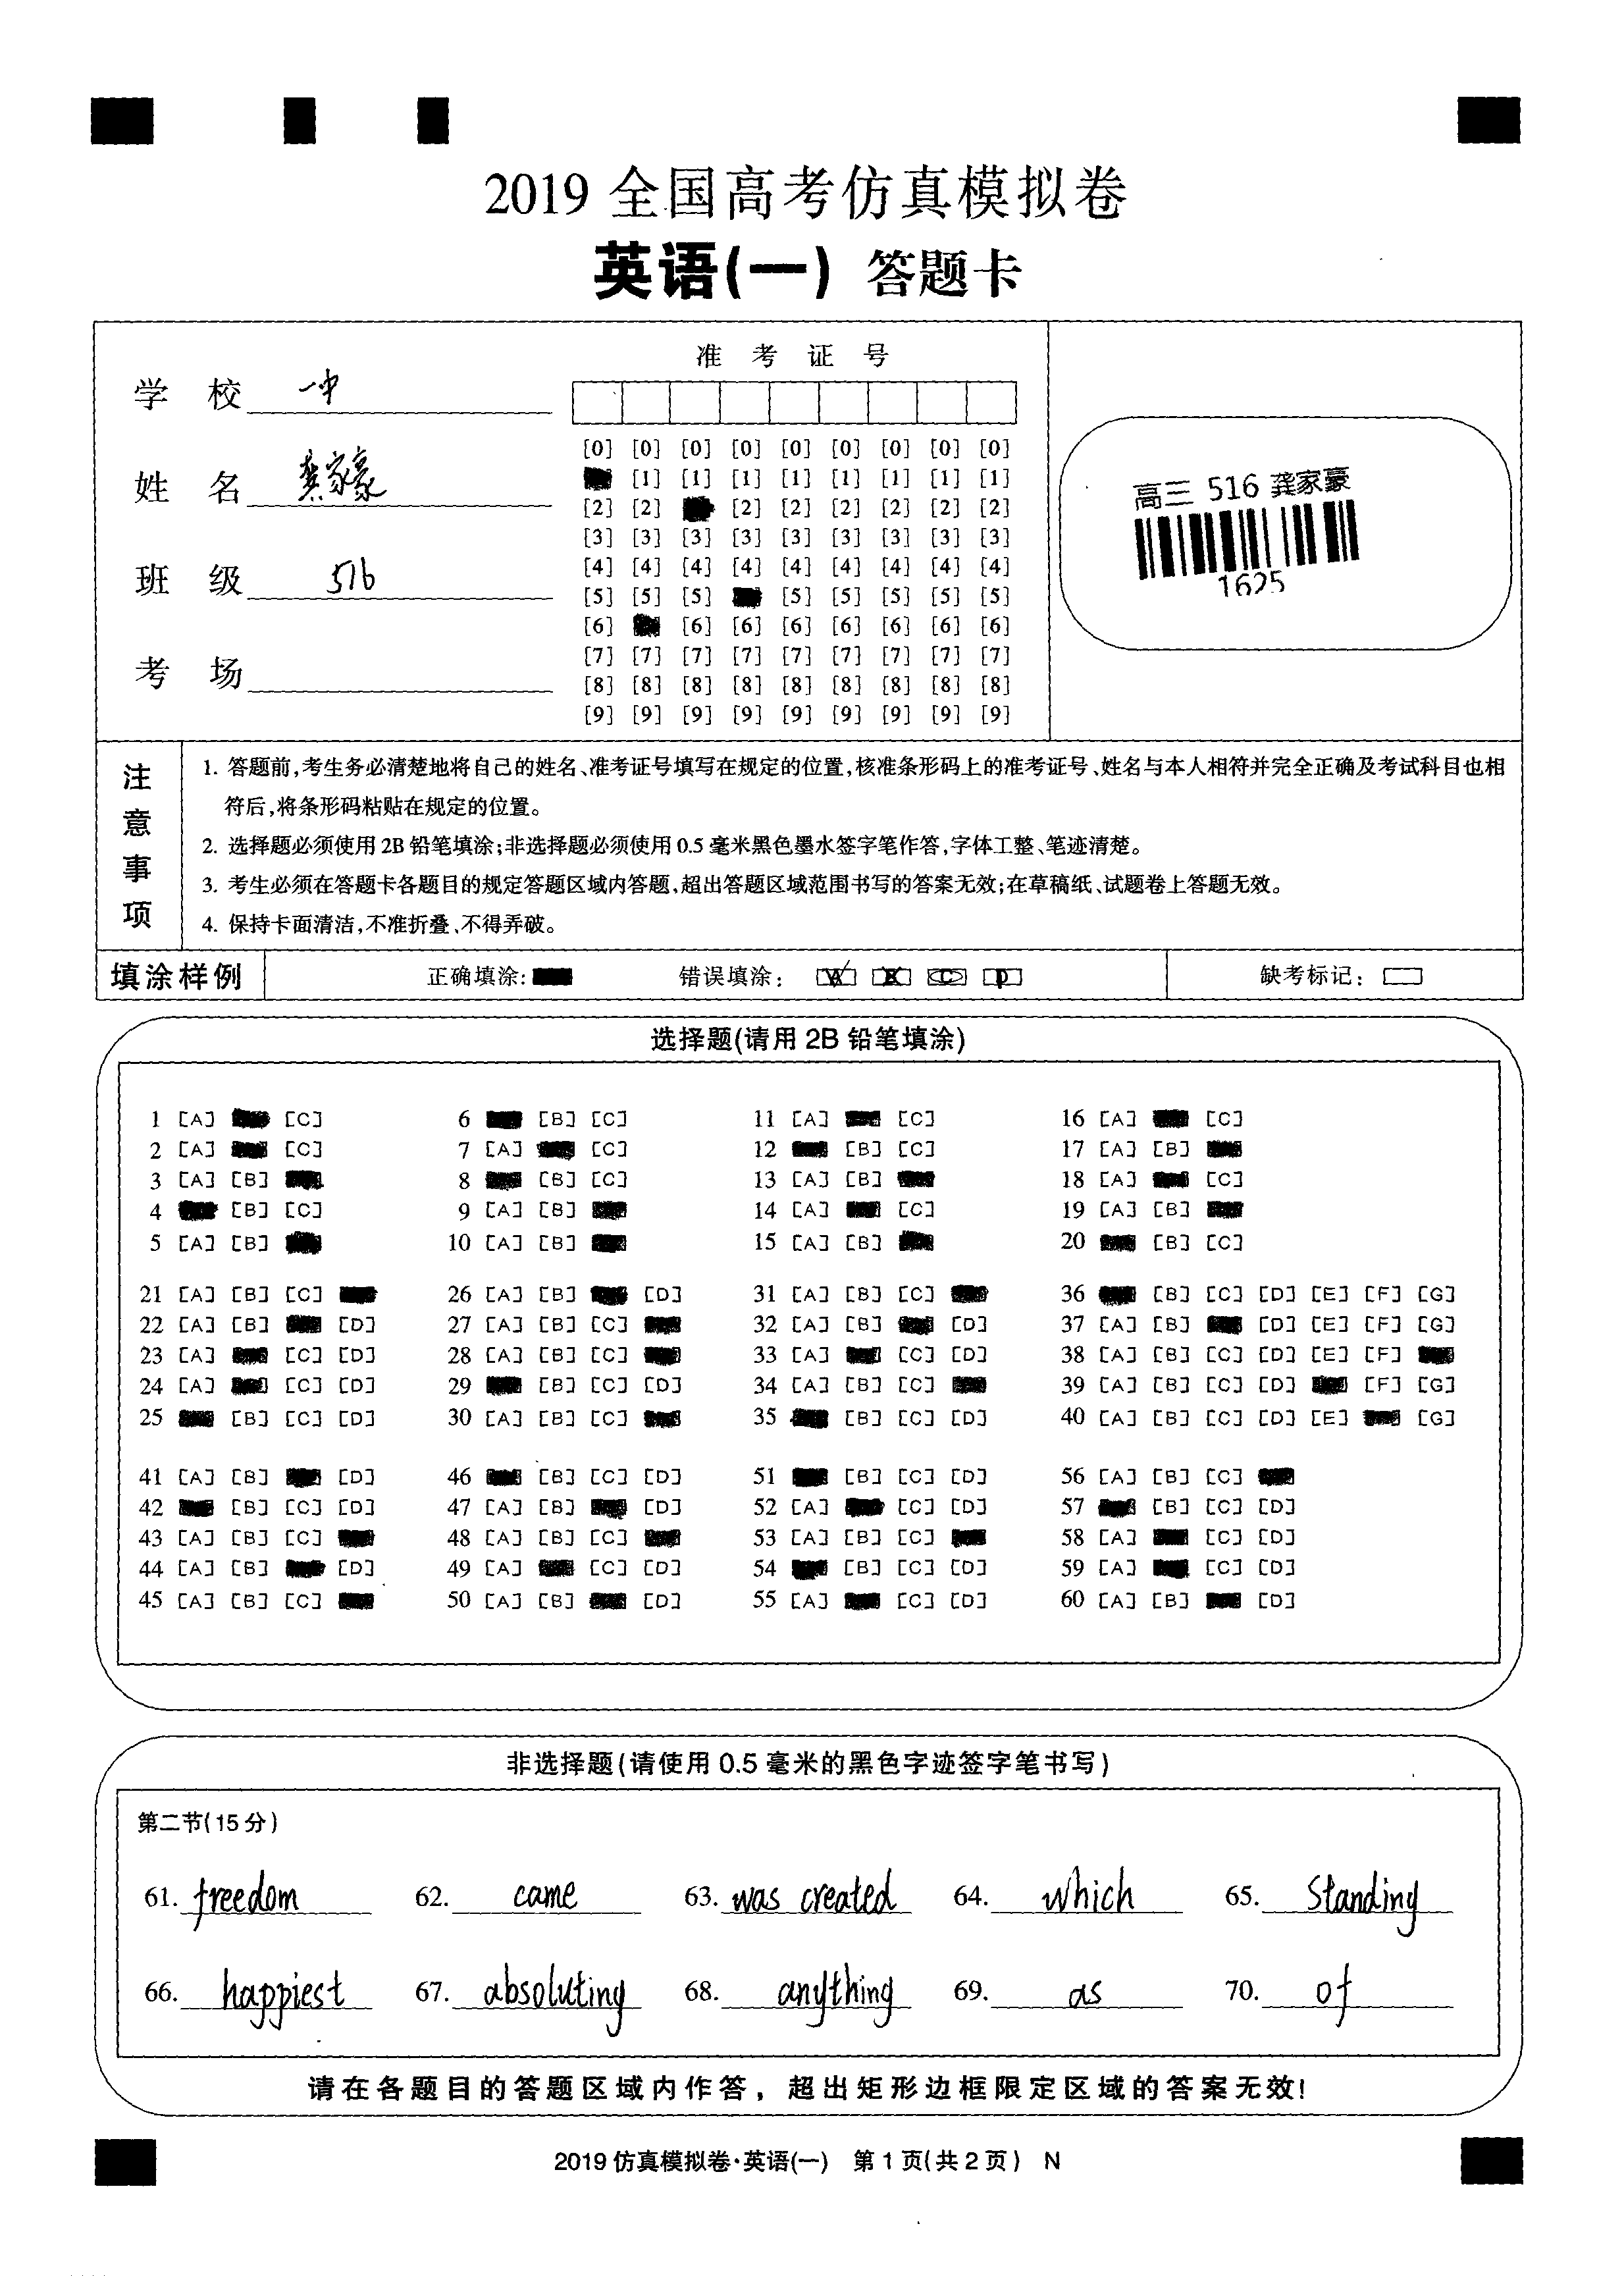 2019 全国高考仿真模拟卷
英语(一) 答题卡
准 考 证 号
学 校 一中
姓 名 龚家豪
班 级 516
考 场
[0] [0] [0] [0] [0] [0] [0] [0] [0]
[1] [1] [1] [1] [1] [1] [1] [1]
[2] [2] [2] [2] [2] [2] [2] [2]
[3] [3] [3] [3] [3] [3] [3] [3] [3]
[4] [4] [4] [4] [4] [4] [4] [4] [4]
[5] [5] [5] [5] [5] [5] [5] [5]
[6] [6] [6] [6] [6] [6] [6] [6]
[7] [7] [7] [7] [7] [7] [7] [7] [7]
[8] [8] [8] [8] [8] [8] [8] [8] [8]
[9] [9] [9] [9] [9] [9] [9] [9] [9]
高三 516 龚家豪
1625
注意事项
1. 答题前,考生务必清楚地将自己的姓名、准考证号填写在规定的位置,核准条形码上的准考证号、姓名与本人相符并完全正确及考试科目也相
符后,将条形码粘贴在规定的位置。
2. 选择题必须使用 2B 铅笔填涂;非选择题必须使用 0.5 毫米黑色墨水签字笔作答,字体工整、笔迹清楚。
3. 考生必须在答题卡各题目的规定答题区域内答题,超出答题区域范围书写的答案无效;在草稿纸、试题卷上答题无效。
4. 保持卡面清洁,不准折叠、不得弄破。
填涂样例 正确填涂: 错误填涂: A B C D 缺考标记:
选择题(请用 2B 铅笔填涂)
1 [A] [C] 6 [B] [C] 11 [A] [C] 16 [A] [C]
2 [A] [C] 7 [A] [C] 12 [B] [C] 17 [A] [B]
3 [A] [B] 8 [B] [C] 13 [A] [B] 18 [A] [C]
4 [B] [C] 9 [A] [B] 14 [A] [C] 19 [A] [B]
5 [A] [B] 10 [A] [B] 15 [A] [B] 20 [B] [C]
21 [A] [B] [C] 26 [A] [B] [D] 31 [A] [B] [C] 36 [B] [C] [D] [E] [F] [G]
22 [A] [B] [D] 27 [A] [B] [C] 32 [A] [B] [D] 37 [A] [B] [D] [E] [F] [G]
23 [A] [C] [D] 28 [A] [B] [C] 33 [A] [C] [D] 38 [A] [B] [C] [D] [E] [F]
24 [A] [C] [D] 29 [B] [C] [D] 34 [A] [B] [C] 39 [A] [B] [C] [D] [F] [G]
25 [B] [C] [D] 30 [A] [B] [C] 35 [B] [C] [D] 40 [A] [B] [C] [D] [E] [G]
41 [A] [B] [D] 46 [B] [C] [D] 51 [B] [C] [D] 56 [A] [B] [C]
42 [B] [C] [D] 47 [A] [B] [D] 52 [A] [C] [D] 57 [B] [C] [D]
43 [A] [B] [C] 48 [A] [B] [C] 53 [A] [B] [C] 58 [A] [C] [D]
44 [A] [B] [D] 49 [A] [C] [D] 54 [B] [C] [D] 59 [A] [C] [D]
45 [A] [B] [C] 50 [A] [B] [D] 55 [A] [C] [D] 60 [A] [B] [D]
非选择题(请使用 0.5 毫米的黑色字迹签字笔书写)
第二节(15 分)
61. freedom 62. came 63. was created 64. which 65. Standing
66. happiest 67. absoluting 68. anything 69. as 70. of
请在各题目的答题区域内作答，超出矩形边框限定区域的答案无效!
2019 仿真模拟卷·英语(一) 第 1 页(共 2 页) N